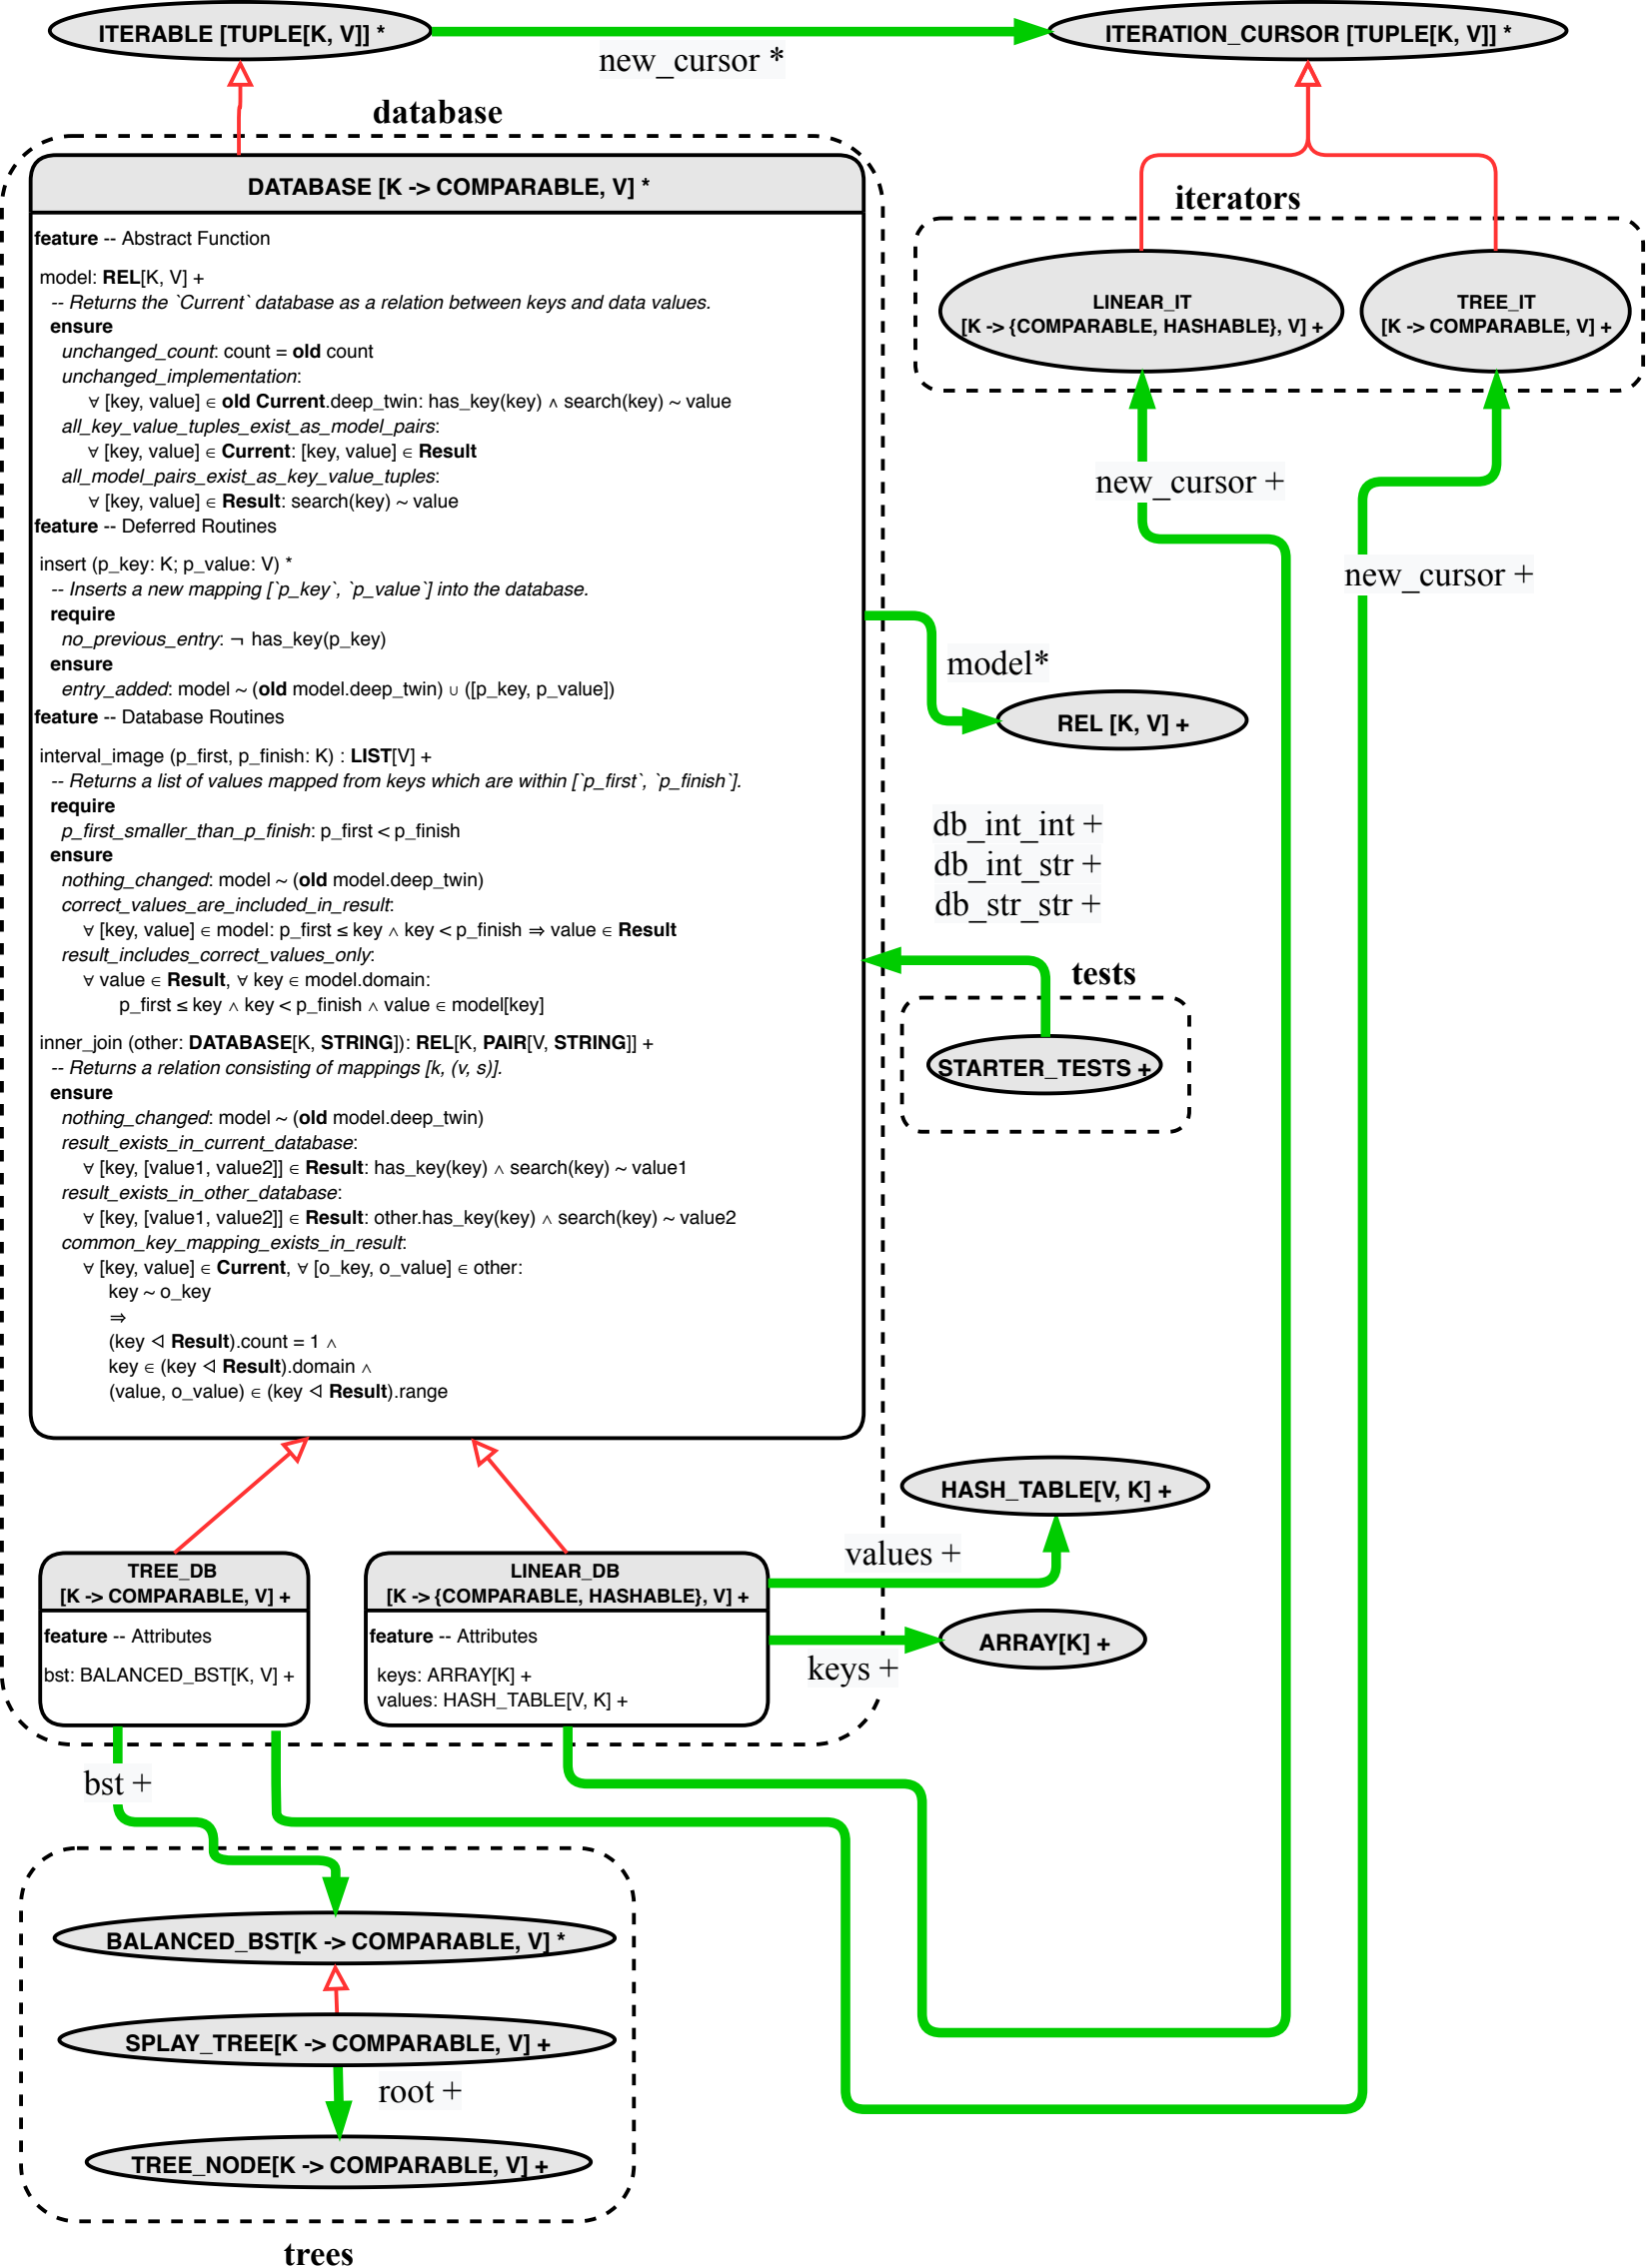 ITERABLE [TUPLE[K, V]] *
new_cursor *
ITERATION_CURSOR [TUPLE[K, V]] *
database
DATABASE [K -> COMPARABLE, V] *
feature -- Abstract Function
model: REL[K, V] +
-- Returns the `Current` database as a relation between keys and data values.
ensure
unchanged_count: count = old count
unchanged_implementation:
∀ [key, value] ∈ old Current.deep_twin: has_key(key) ∧ search(key) ~ value
all_key_value_tuples_exist_as_model_pairs:
∀ [key, value] ∈ Current: [key, value] ∈ Result
all_model_pairs_exist_as_key_value_tuples:
∀ [key, value] ∈ Result: search(key) ~ value
feature -- Deferred Routines
insert (p_key: K; p_value: V) *
-- Inserts a new mapping [`p_key`, `p_value`] into the database.
require
no_previous_entry: ¬ has_key(p_key)
ensure
entry_added: model ~ (old model.deep_twin) ∪ ([p_key, p_value])
feature -- Database Routines
interval_image (p_first, p_finish: K) : LIST[V] +
-- Returns a list of values mapped from keys which are within [`p_first`, `p_finish`].
require
p_first_smaller_than_p_finish: p_first < p_finish
ensure
nothing_changed: model ~ (old model.deep_twin)
correct_values_are_included_in_result:
∀ [key, value] ∈ model: p_first ≤ key ∧ key < p_finish ⇒ value ∈ Result
result_includes_correct_values_only:
∀ value ∈ Result, ∀ key ∈ model.domain:
p_first ≤ key ∧ key < p_finish ∧ value ∈ model[key]
inner_join (other: DATABASE[K, STRING]): REL[K, PAIR[V, STRING]] +
-- Returns a relation consisting of mappings [k, (v, s)].
ensure
nothing_changed: model ~ (old model.deep_twin)
result_exists_in_current_database:
∀ [key, [value1, value2]] ∈ Result: has_key(key) ∧ search(key) ~ value1
result_exists_in_other_database:
∀ [key, [value1, value2]] ∈ Result: other.has_key(key) ∧ search(key) ~ value2
common_key_mapping_exists_in_result:
∀ [key, value] ∈ Current, ∀ [o_key, o_value] ∈ other:
key ~ o_key
⇒
(key ◁ Result).count = 1 ∧
key ∈ (key ◁ Result).domain ∧
(value, o_value) ∈ (key ◁ Result).range
iterators
LINEAR_IT
[K -> {COMPARABLE, HASHABLE}, V] +
TREE_IT
[K -> COMPARABLE, V] +
new_cursor +
new_cursor +
model*
REL [K, V] +
db_int_int +
db_int_str +
db_str_str +
tests
STARTER_TESTS +
HASH_TABLE[V, K] +
values +
ARRAY[K] +
keys +
TREE_DB
[K -> COMPARABLE, V] +
feature -- Attributes
bst: BALANCED_BST[K, V] +
LINEAR_DB
[K -> {COMPARABLE, HASHABLE}, V] +
feature -- Attributes
keys: ARRAY[K] +
values: HASH_TABLE[V, K] +
bst +
BALANCED_BST[K -> COMPARABLE, V] *
SPLAY_TREE[K -> COMPARABLE, V] +
root +
TREE_NODE[K -> COMPARABLE, V] +
trees